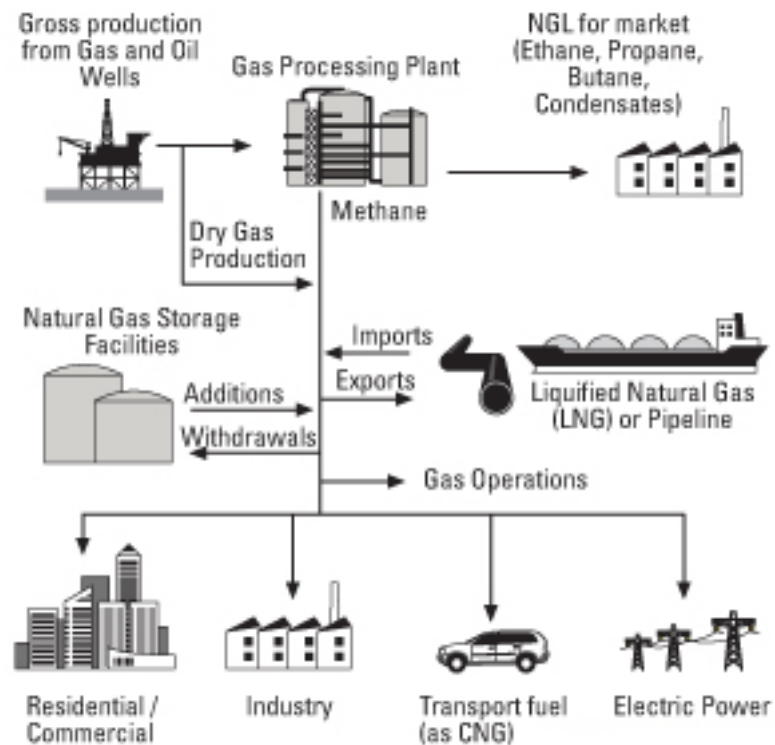 Gross production
from Gas and Oil
Wells
Gas Processing Plant
NGL for market
(Ethane, Propane,
Butane,
Condensates)
Methane
Dry Gas
Production
Natural Gas Storage
Facilities
Imports
Additions
Exports
Liquified Natural Gas
(LNG) or Pipeline
Withdrawals
Gas Operations
Residential /
Commercial
Industry
Transport fuel
(as CNG)
Electric Power